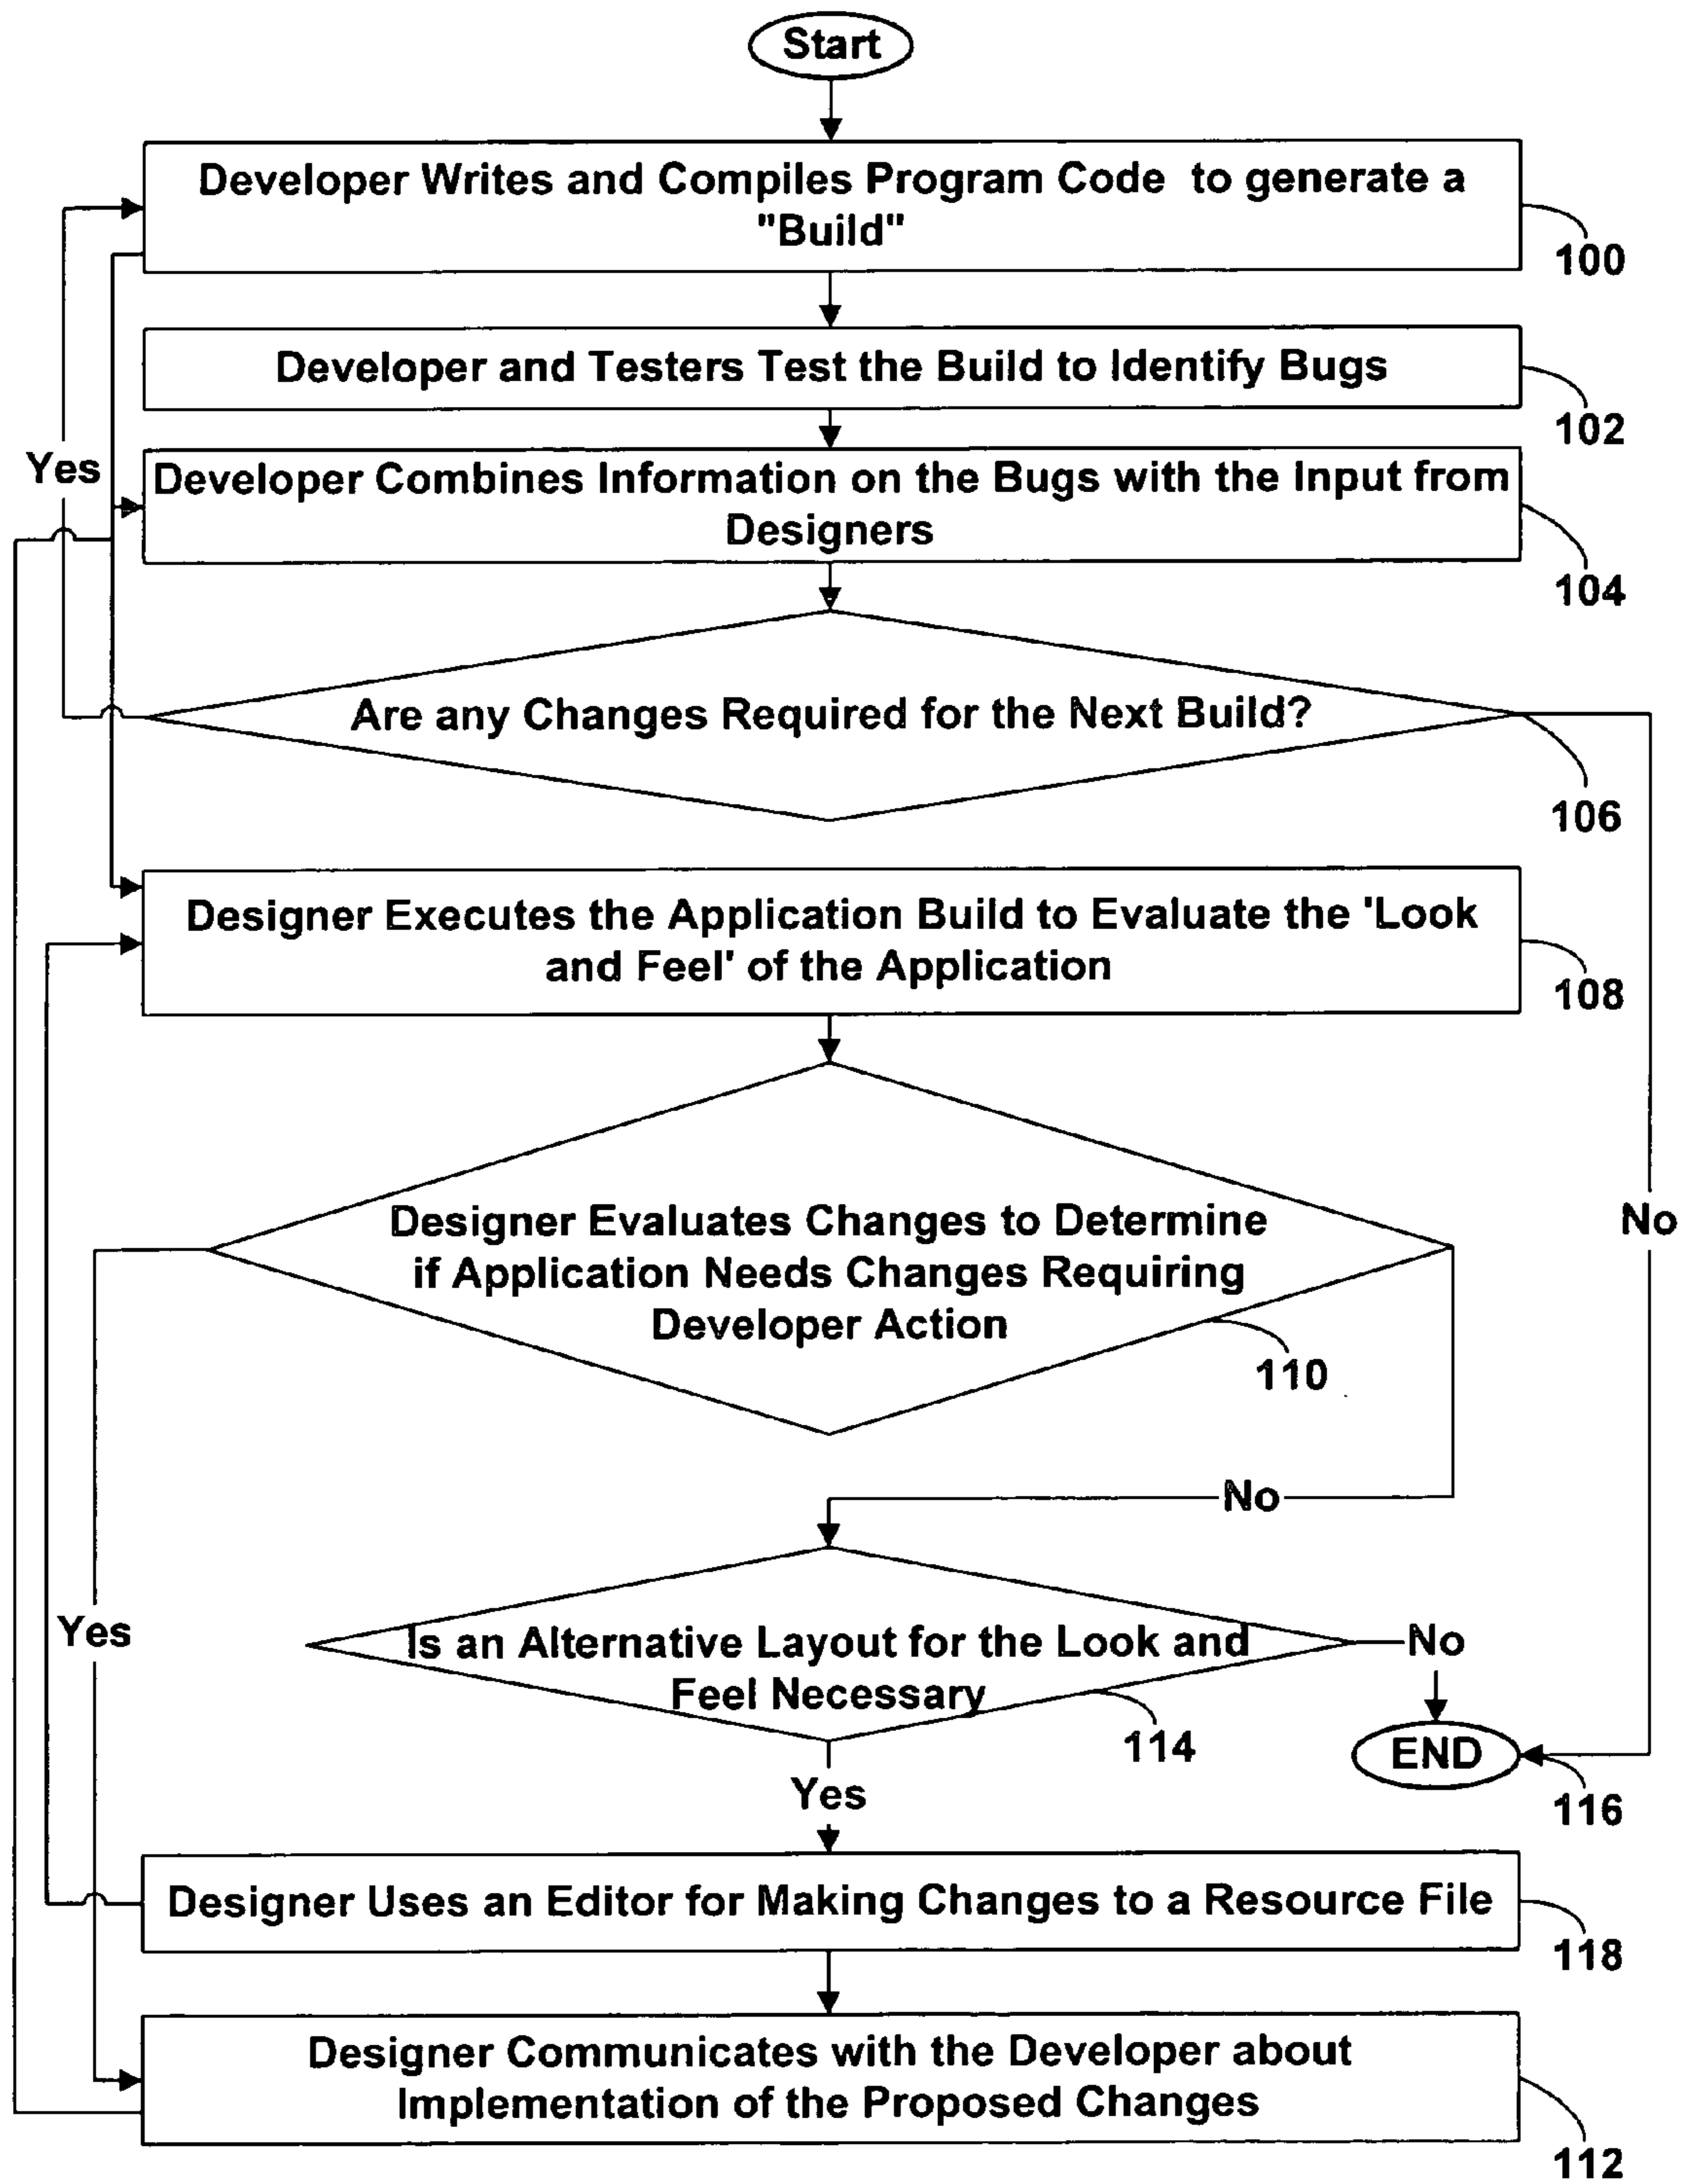 Start
Developer Writes and Compiles Program Code to generate a
"Build"
100
Developer and Testers Test the Build to Identify Bugs
102
Yes
Developer Combines Information on the Bugs with the Input from
Designers
104
Are any Changes Required for the Next Build?
106
Designer Executes the Application Build to Evaluate the 'Look
and Feel' of the Application
108
No
Designer Evaluates Changes to Determine
if Application Needs Changes Requiring
Developer Action
110
No
Yes
Is an Alternative Layout for the Look and
Feel Necessary
114
No
END
116
Yes
Designer Uses an Editor for Making Changes to a Resource File
118
Designer Communicates with the Developer about
Implementation of the Proposed Changes
112